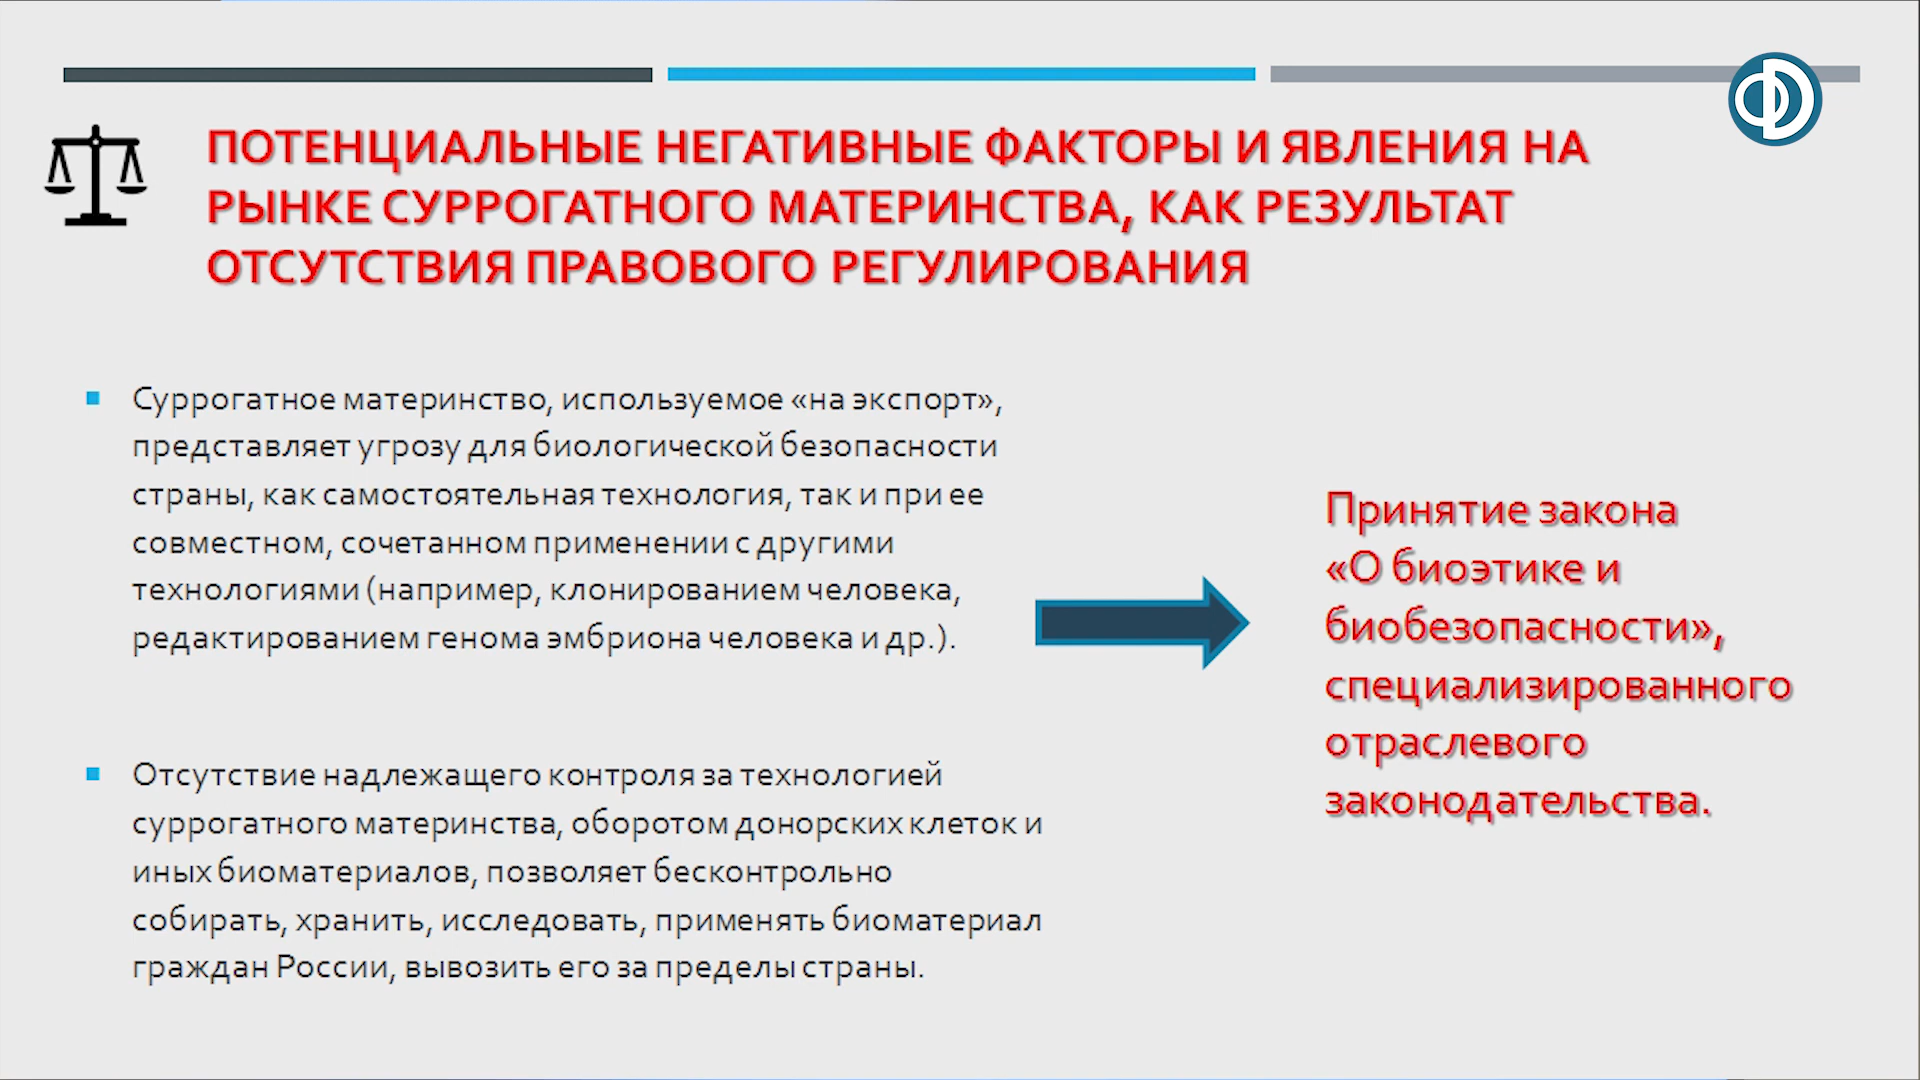 ПОТЕНЦИАЛЬНЫЕ НЕГАТИВНЫЕ ФАКТОРЫ И ЯВЛЕНИЯ НА
РЫНКЕ СУРРОГАТНОГО МАТЕРИНСТВА, КАК РЕЗУЛЬТАТ
ОТСУТСТВИЯ ПРАВОВОГО РЕГУЛИРОВАНИЯ
Суррогатное материнство, используемое «на экспорт»,
представляет угрозу для биологической безопасности
страны, как самостоятельная технология, так и при ее
совместном, сочетанном применении с другими
технологиями (например, клонированием человека,
редактированием генома эмбриона человека и др.).
Отсутствие надлежащего контроля за технологией
суррогатного материнства, оборотом донорских клеток и
иных биоматериалов, позволяет бесконтрольно
собирать, хранить, исследовать, применять биоматериал
граждан России, вывозить его за пределы страны.
Принятие закона
«О биоэтике и
биобезопасности»,
специализированного
отраслевого
законодательства.